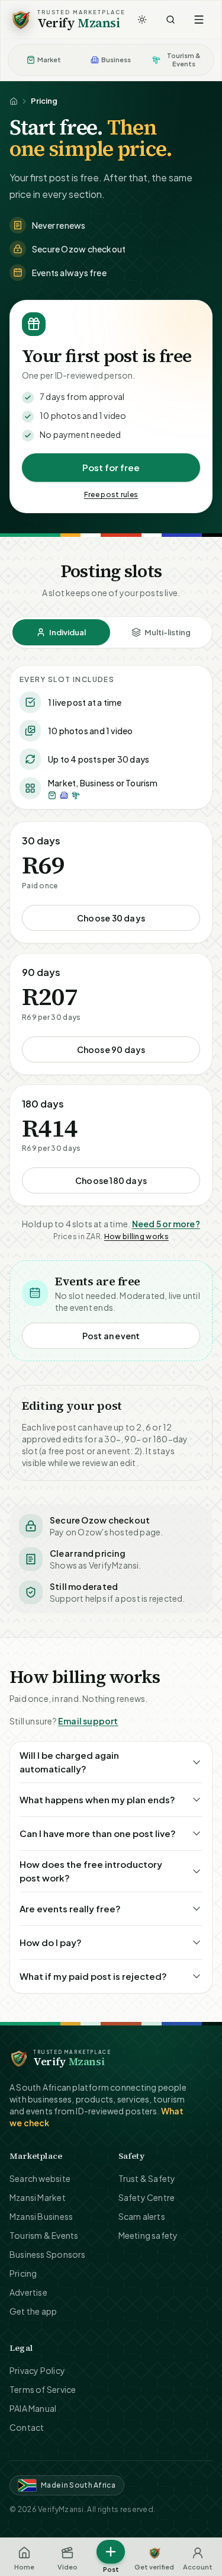 TRUSTED MARKETPLACE
Verify Mzansi
Market
Business
Tourism &
Events
Pricing
Start free. Then
one simple price.
Your first post is free. After that, the same
price in every section.
Never renews
Secure Ozow checkout
Events always free
Your first post is free
One per ID-reviewed person.
7 days from approval
10 photos and 1 video
No payment needed
Post for free
Free post rules
Posting slots
A slot keeps one of your posts live.
Individual
Multi-listing
EVERY SLOT INCLUDES
1 live post at a time
10 photos and 1 video
Up to 4 posts per 30 days
Market, Business or Tourism
30 days
R69
Paid once
Choose 30 days
90 days
R207
R69 per 30 days
Choose 90 days
180 days
R414
R69 per 30 days
Choose 180 days
Hold up to 4 slots at a time. Need 5 or more?
Prices in ZAR. How billing works
Events are free
No slot needed. Moderated, live until
the event ends.
Post an event
Editing your post
Each live post can have up to 2, 6 or 12
approved edits for a 30-, 90- or 180-day
slot (a free post or an event: 2). It stays
visible while we review an edit.
Secure Ozow checkout
Pay on Ozow's hosted page.
Clear rand pricing
Shows as VerifyMzansi.
Still moderated
Support helps if a post is rejected.
How billing works
Paid once, in rand. Nothing renews.
Still unsure? Email support
Will I be charged again
automatically?
What happens when my plan ends?
Can I have more than one post live?
How does the free introductory
post work?
Are events really free?
How do I pay?
What if my paid post is rejected?
TRUSTED MARKETPLACE
Verify Mzansi
A South African platform connecting people
with businesses, products, services, tourism
and events from ID-reviewed posters. What
we check
Marketplace
Safety
Search website
Trust & Safety
Mzansi Market
Safety Centre
Mzansi Business
Scam alerts
Tourism & Events
Meeting safety
Business Sponsors
Pricing
Advertise
Get the app
Legal
Privacy Policy
Terms of Service
PAIA Manual
Contact
Made in South Africa
© 2026 VerifyMzansi. All rights reserved.
Home
Video
Post
Get verified
Account